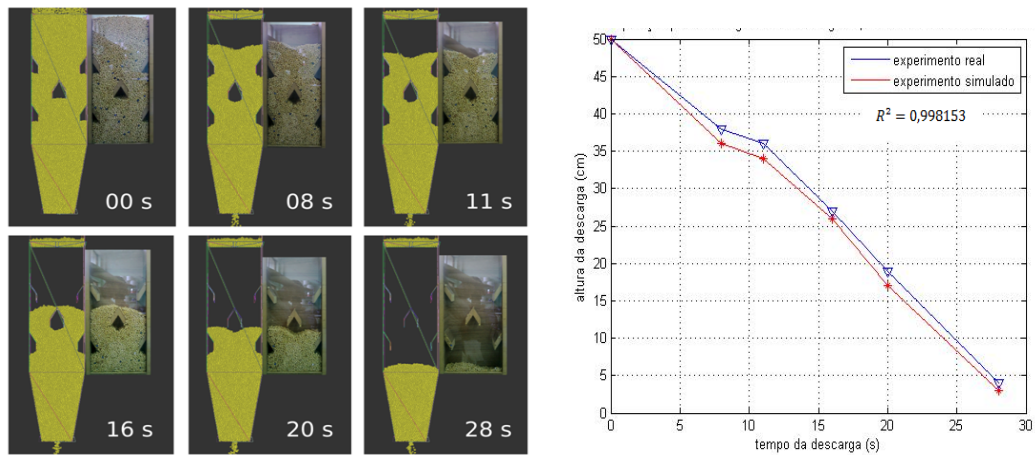 00 s
08 s
11 s
16 s
20 s
28 s
experimento real
experimento simulado
R² = 0,998153
altura da descarga (cm)
50
45
40
35
30
25
20
15
10
5
0
0 5 10 15 20 25 30
tempo da descarga (s)